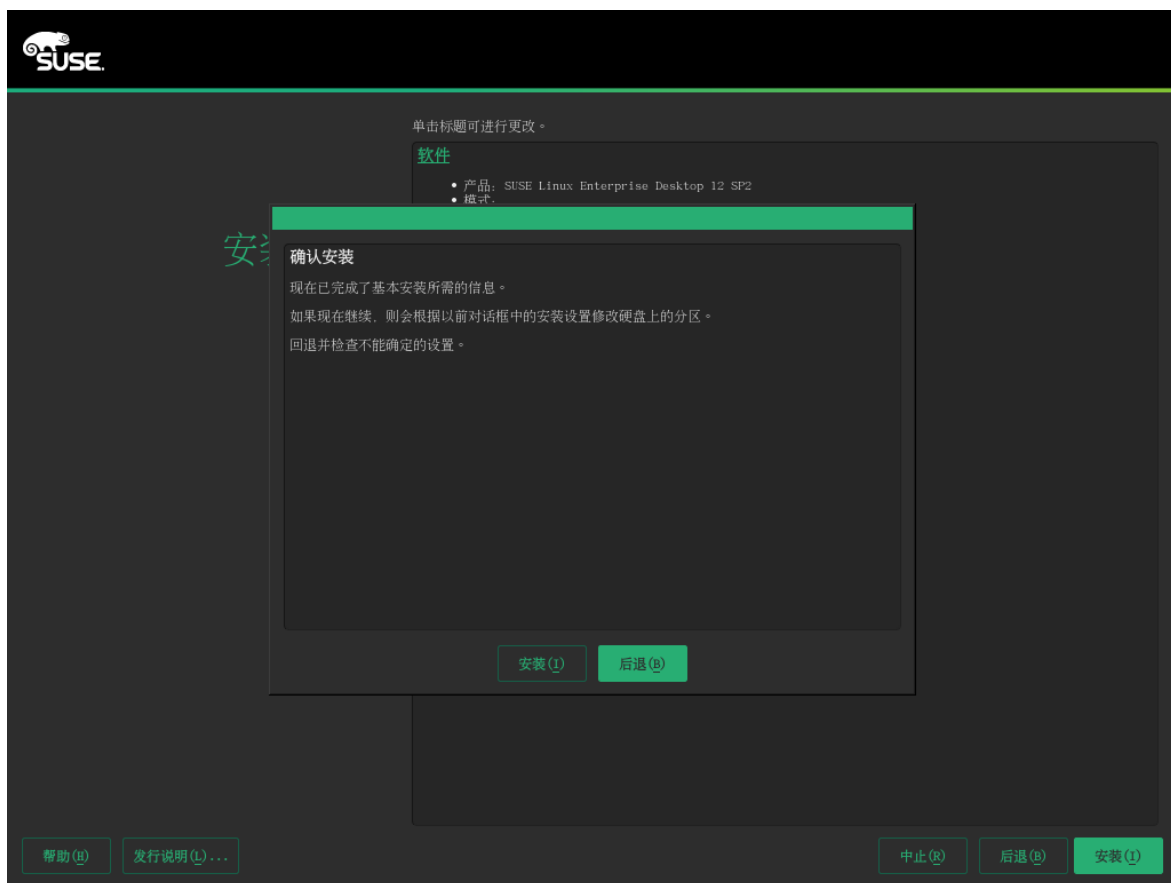 SUSE.
单击标题可进行更改。
软件
• 产品: SUSE Linux Enterprise Desktop 12 SP2
• 模式:
安
确认安装
现在已完成了基本安装所需的信息。
如果现在继续, 则会根据以前对话框中的安装设置修改硬盘上的分区。
回退并检查不能确定的设置。
安装(I) 后退(B)
帮助(H) 发行说明(L)... 中止(R) 后退(B) 安装(I)